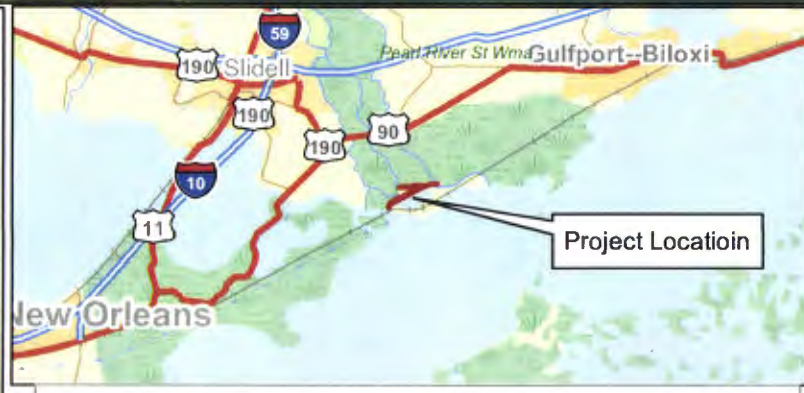 59
Pearl River St Wma
Gulfport--Biloxi
190
Slidell
190
90
190
10
11
Project Locatioin
New Orleans